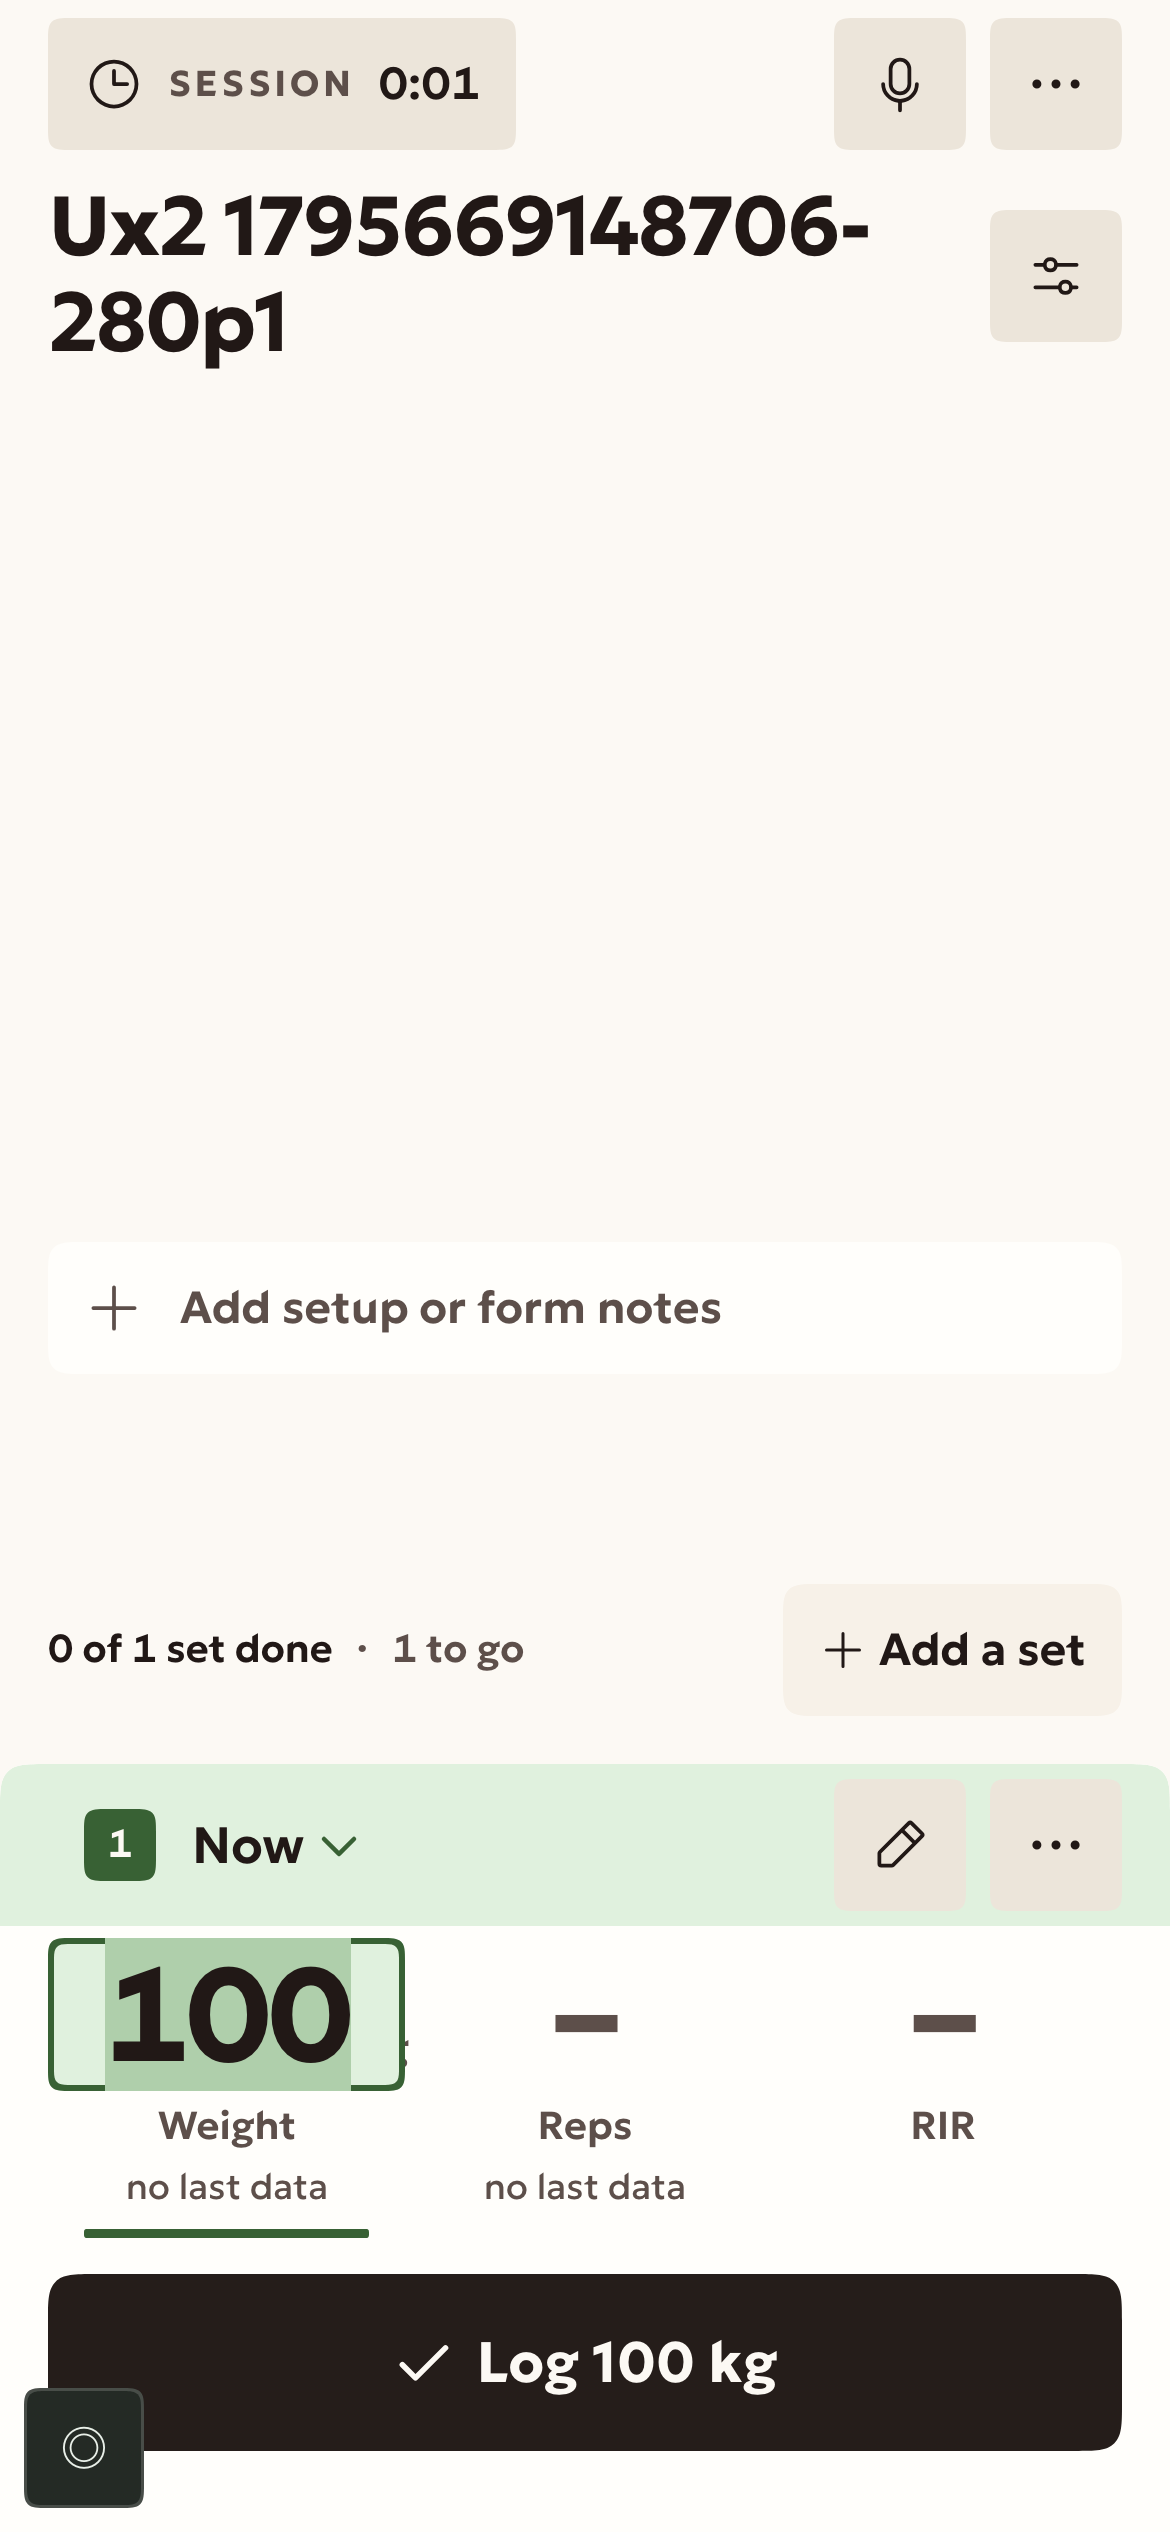 SESSION 0:01
Ux2 1795669148706-
280p1
Add setup or form notes
0 of 1 set done · 1 to go
Add a set
1 Now
100 – –
Weight Reps RIR
no last data no last data
Log 100 kg